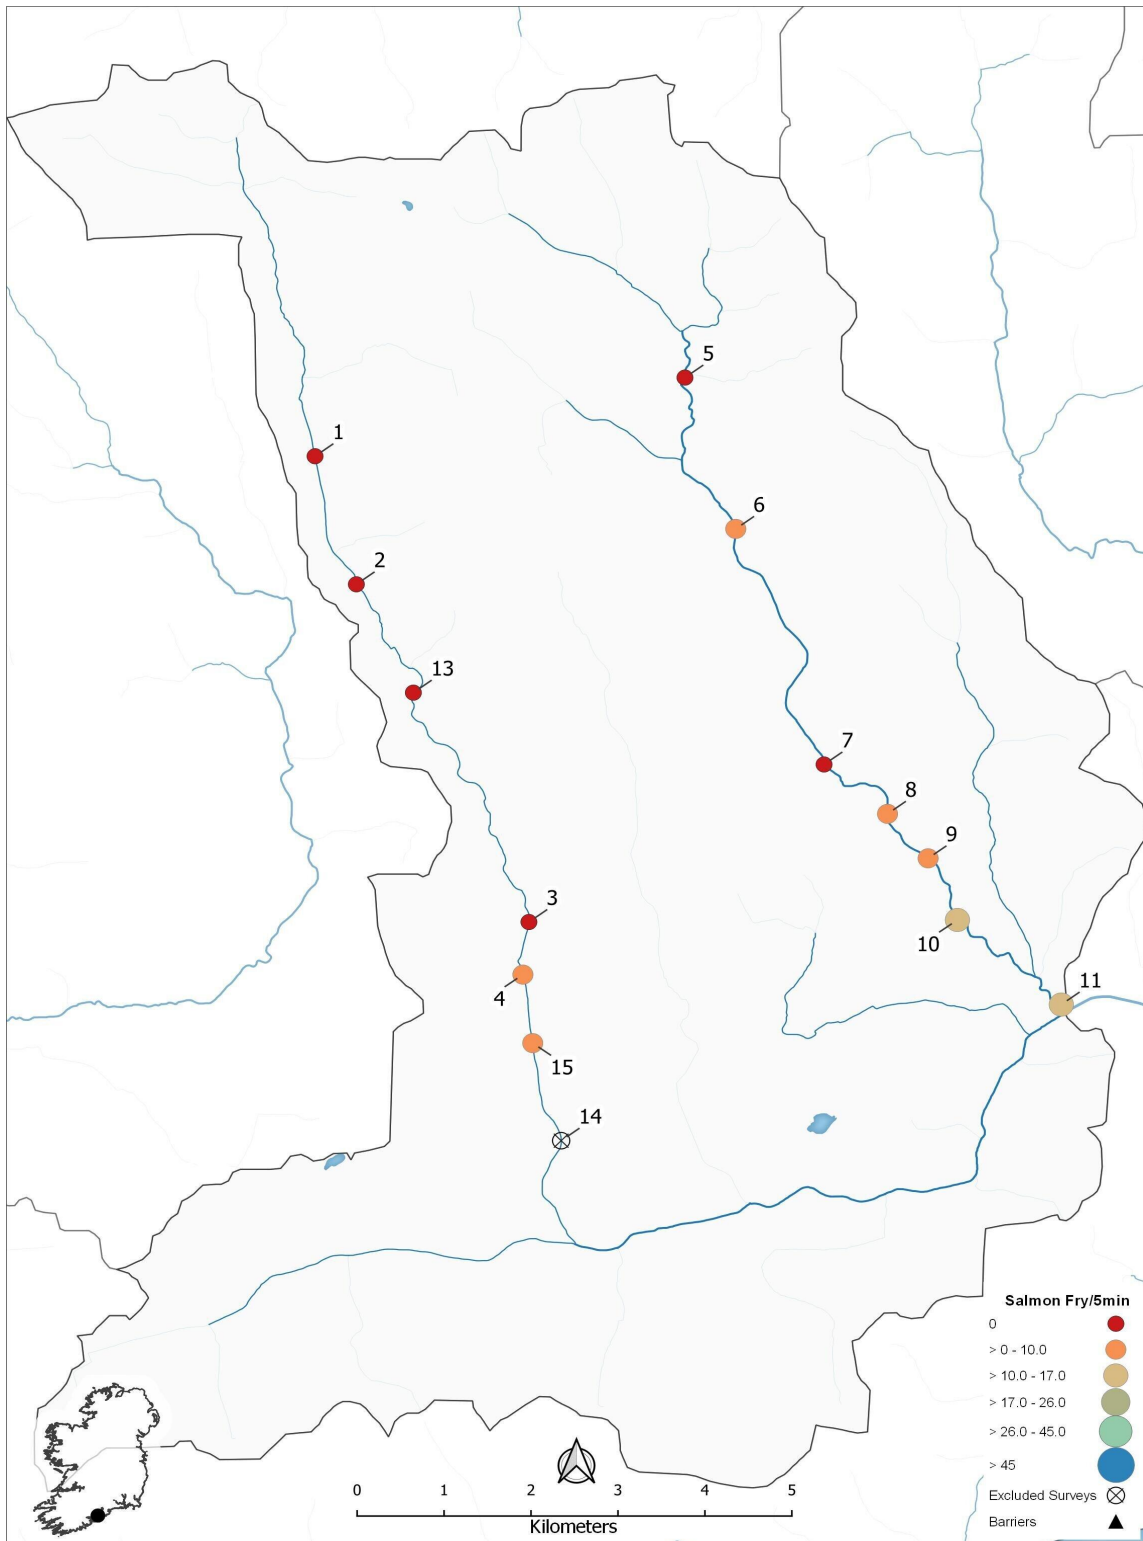 5
1
6
2
13
7
8
9
3
10
4
11
15
14
Salmon Fry/5min
0
> 0 - 10.0
> 10.0 - 17.0
> 17.0 - 26.0
> 26.0 - 45.0
> 45
Excluded Surveys
Barriers
0 1 2 3 4 5
Kilometers